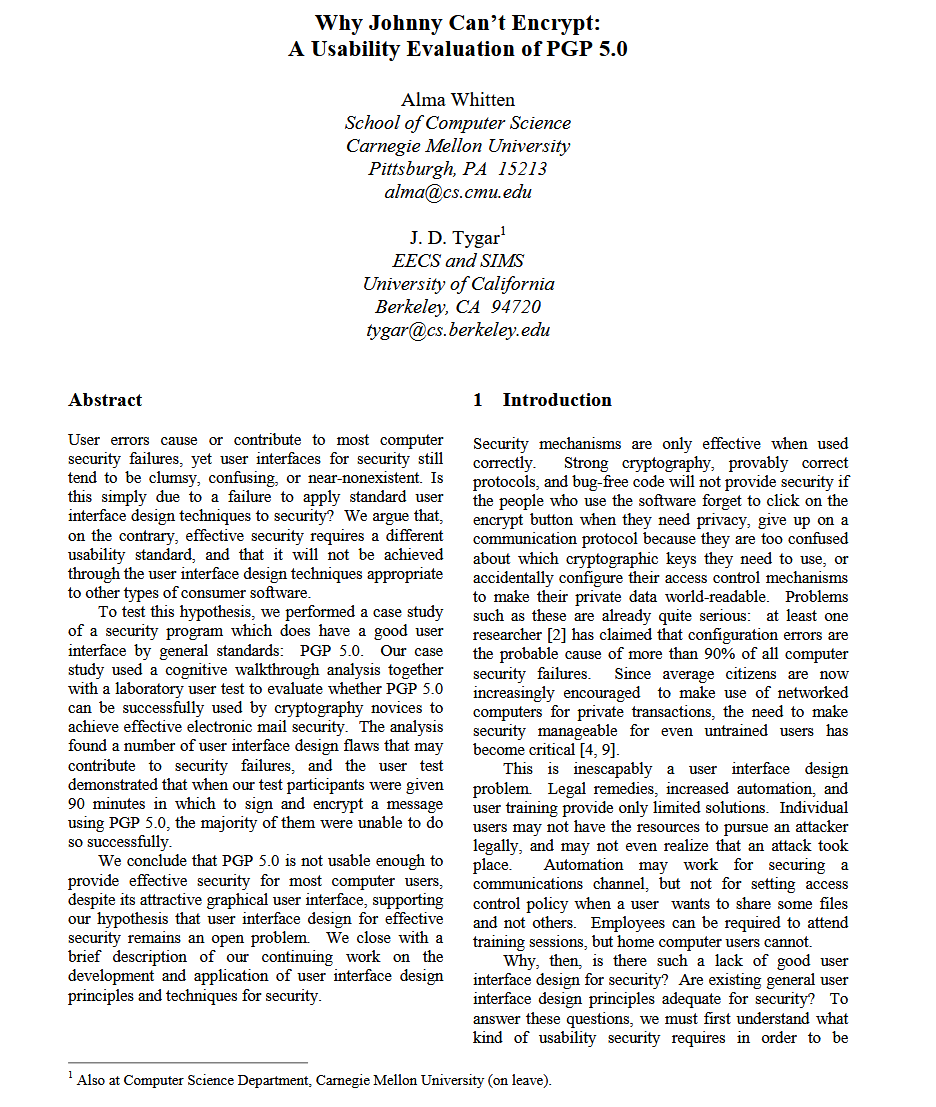 Why Johnny Can't Encrypt:
A Usability Evaluation of PGP 5.0
Alma Whitten
School of Computer Science
Carnegie Mellon University
Pittsburgh, PA 15213
alma@cs.cmu.edu
J. D. Tygar¹
EECS and SIMS
University of California
Berkeley, CA 94720
tygar@cs.berkeley.edu
Abstract
User errors cause or contribute to most computer
security failures, yet user interfaces for security still
tend to be clumsy, confusing, or near-nonexistent. Is
this simply due to a failure to apply standard user
interface design techniques to security? We argue that,
on the contrary, effective security requires a different
usability standard, and that it will not be achieved
through the user interface design techniques appropriate
to other types of consumer software.
To test this hypothesis, we performed a case study
of a security program which does have a good user
interface by general standards: PGP 5.0. Our case
study used a cognitive walkthrough analysis together
with a laboratory user test to evaluate whether PGP 5.0
can be successfully used by cryptography novices to
achieve effective electronic mail security. The analysis
found a number of user interface design flaws that may
contribute to security failures, and the user test
demonstrated that when our test participants were given
90 minutes in which to sign and encrypt a message
using PGP 5.0, the majority of them were unable to do
so successfully.
We conclude that PGP 5.0 is not usable enough to
provide effective security for most computer users,
despite its attractive graphical user interface, supporting
our hypothesis that user interface design for effective
security remains an open problem. We close with a
brief description of our continuing work on the
development and application of user interface design
principles and techniques for security.
1 Introduction
Security mechanisms are only effective when used
correctly. Strong cryptography, provably correct
protocols, and bug-free code will not provide security if
the people who use the software forget to click on the
encrypt button when they need privacy, give up on a
communication protocol because they are too confused
about which cryptographic keys they need to use, or
accidentally configure their access control mechanisms
to make their private data world-readable. Problems
such as these are already quite serious: at least one
researcher [2] has claimed that configuration errors are
the probable cause of more than 90% of all computer
security failures. Since average citizens are now
increasingly encouraged to make use of networked
computers for private transactions, the need to make
security manageable for even untrained users has
become critical [4, 9].
This is inescapably a user interface design
problem. Legal remedies, increased automation, and
user training provide only limited solutions. Individual
users may not have the resources to pursue an attacker
legally, and may not even realize that an attack took
place. Automation may work for securing a
communications channel, but not for setting access
control policy when a user wants to share some files
and not others. Employees can be required to attend
training sessions, but home computer users cannot.
Why, then, is there such a lack of good user
interface design for security? Are existing general user
interface design principles adequate for security? To
answer these questions, we must first understand what
kind of usability security requires in order to be
¹ Also at Computer Science Department, Carnegie Mellon University (on leave).